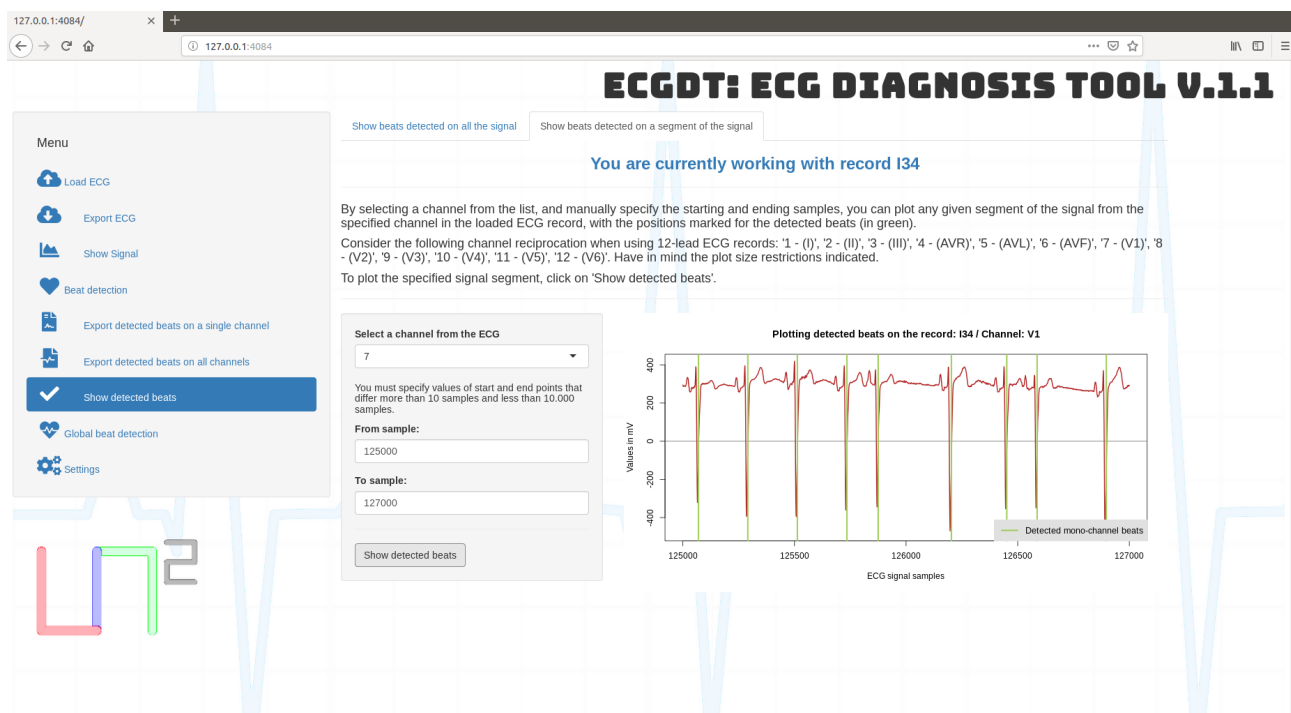 127.0.0.1:4084/
127.0.0.1:4084
ECGDT: ECG DIAGNOSIS TOOL V.1.1
Menu
Load ECG
Export ECG
Show Signal
Beat detection
Export detected beats on a single channel
Export detected beats on all channels
Show detected beats
Global beat detection
Settings
Show beats detected on all the signal
Show beats detected on a segment of the signal
You are currently working with record I34
By selecting a channel from the list, and manually specify the starting and ending samples, you can plot any given segment of the signal from the
specified channel in the loaded ECG record, with the positions marked for the detected beats (in green).
Consider the following channel reciprocation when using 12-lead ECG records: '1 - (I)', '2 - (II)', '3 - (III)', '4 - (AVR)', '5 - (AVL)', '6 - (AVF)', '7 - (V1)', '8
- (V2)', '9 - (V3)', '10 - (V4)', '11 - (V5)', '12 - (V6)'. Have in mind the plot size restrictions indicated.
To plot the specified signal segment, click on 'Show detected beats'.
Select a channel from the ECG
7
You must specify values of start and end points that
differ more than 10 samples and less than 10.000
samples.
From sample:
125000
To sample:
127000
Show detected beats
Plotting detected beats on the record: I34 / Channel: V1
Values in mV
400
200
0
-200
-400
Detected mono-channel beats
125000 125500 126000 126500 127000
ECG signal samples
un2